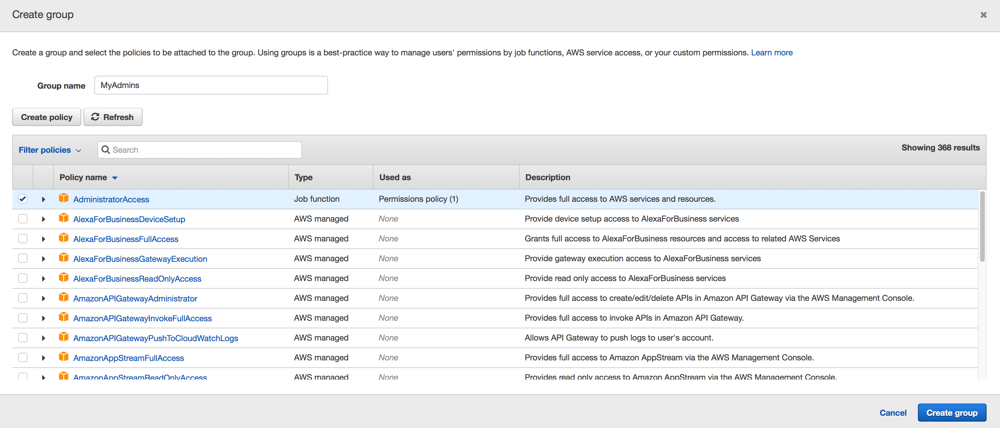 Create group
Create a group and select the policies to be attached to the group. Using groups is a best-practice way to manage users' permissions by job functions, AWS service access, or your custom permissions. Learn more
Group name MyAdmins
Create policy Refresh
Filter policies Search Showing 368 results
Policy name Type Used as Description
AdministratorAccess Job function Permissions policy (1) Provides full access to AWS services and resources.
AlexaForBusinessDeviceSetup AWS managed None Provide device setup access to AlexaForBusiness services
AlexaForBusinessFullAccess AWS managed None Grants full access to AlexaForBusiness resources and access to related AWS Services
AlexaForBusinessGatewayExecution AWS managed None Provide gateway execution access to AlexaForBusiness services
AlexaForBusinessReadOnlyAccess AWS managed None Provide read only access to AlexaForBusiness services
AmazonAPIGatewayAdministrator AWS managed None Provides full access to create/edit/delete APIs in Amazon API Gateway via the AWS Management Console.
AmazonAPIGatewayInvokeFullAccess AWS managed None Provides full access to invoke APIs in Amazon API Gateway.
AmazonAPIGatewayPushToCloudWatchLogs AWS managed None Allows API Gateway to push logs to user's account.
AmazonAppStreamFullAccess AWS managed None Provides full access to Amazon AppStream via the AWS Management Console.
AmazonAppStreamReadOnlyAccess AWS managed None Provides read only access to Amazon AppStream via the AWS Management Console.
Cancel Create group